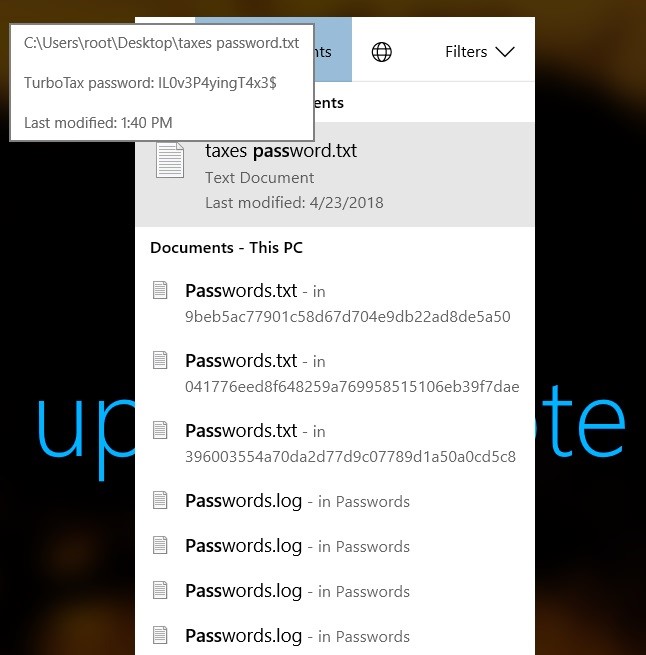 C:\Users\root\Desktop\taxes password.txt
TurboTax password: IL0v3P4yingT4x3$
Last modified: 1:40 PM
nts
Filters
ents
taxes password.txt
Text Document
Last modified: 4/23/2018
Documents - This PC
Passwords.txt - in
9beb5ac77901c58d67d704e9db22ad8de5a50
Passwords.txt - in
041776eed8f648259a769958515106eb39f7dae
Passwords.txt - in
396003554a70da2d77d9c07789d1a50a0cd5c8
Passwords.log - in Passwords
Passwords.log - in Passwords
Passwords.log - in Passwords
Passwords.log - in Passwords
up
ote